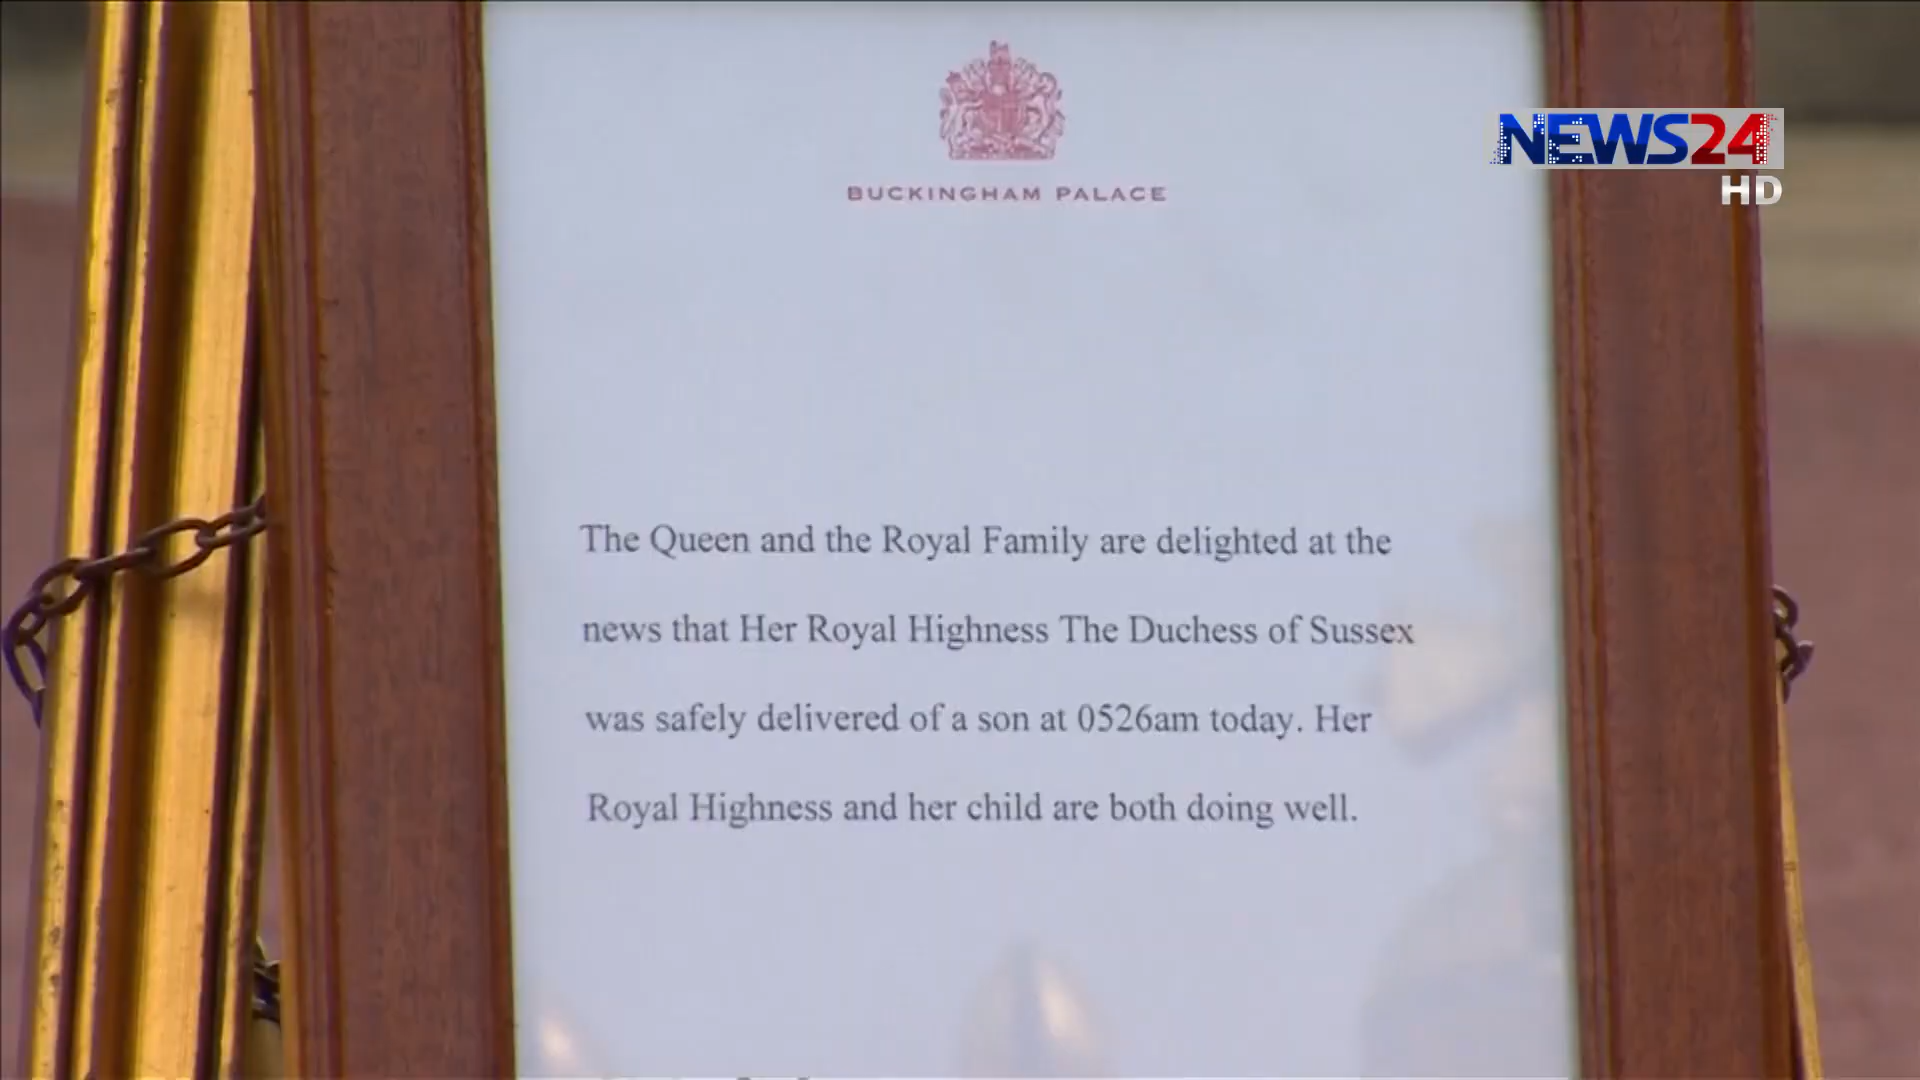 NEWS24
HD
BUCKINGHAM PALACE
The Queen and the Royal Family are delighted at the
news that Her Royal Highness The Duchess of Sussex
was safely delivered of a son at 0526am today. Her
Royal Highness and her child are both doing well.